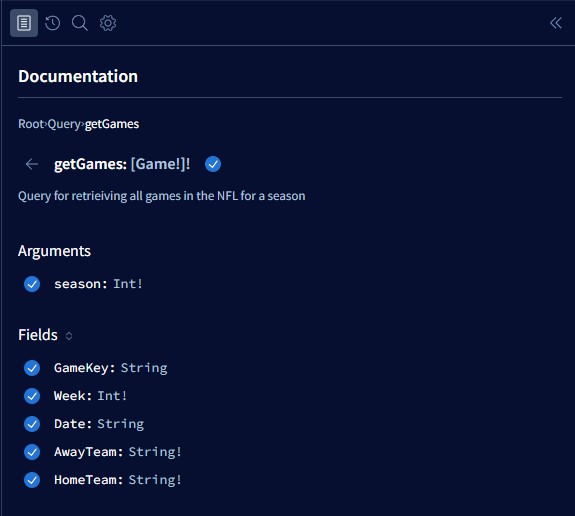 Documentation
Root›Query›getGames
getGames: [Game!]!
Query for retrieiving all games in the NFL for a season
Arguments
season: Int!
Fields
GameKey: String
Week: Int!
Date: String
AwayTeam: String!
HomeTeam: String!